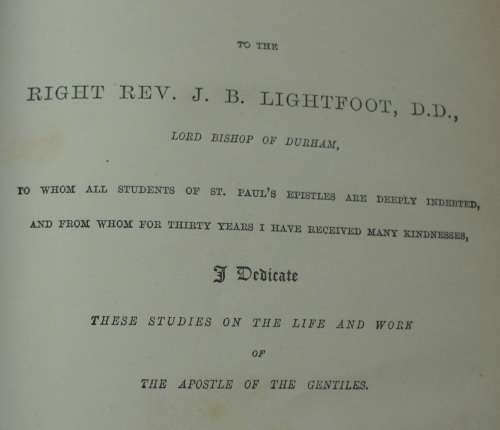 TO THE
RIGHT REV. J. B. LIGHTFOOT, D.D.,
LORD BISHOP OF DURHAM,
TO WHOM ALL STUDENTS OF ST. PAUL'S EPISTLES ARE DEEPLY INDEBTED,
AND FROM WHOM FOR THIRTY YEARS I HAVE RECEIVED MANY KINDNESSES,
I Dedicate
THESE STUDIES ON THE LIFE AND WORK
OF
THE APOSTLE OF THE GENTILES.